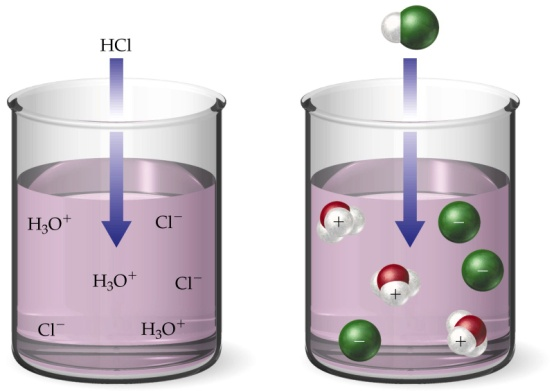 HCl
H₃O⁺ Cl⁻
H₃O⁺ Cl⁻
Cl⁻ H₃O⁺
+ −
−
+
− +